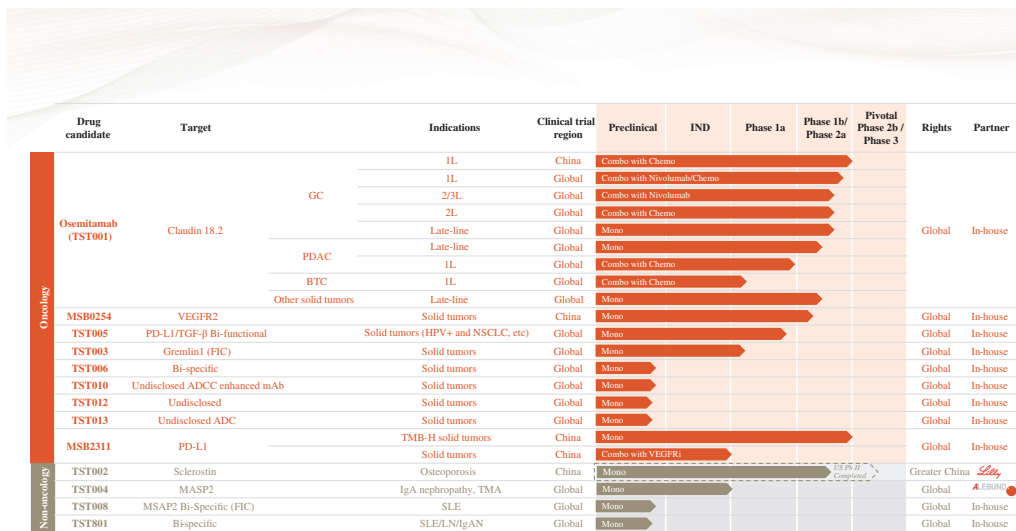 Drug candidate Target Indications Clinical trial region Preclinical IND Phase 1a Phase 1b/ Phase 2a Pivotal Phase 2b / Phase 3 Rights Partner
Oncology
Osemitamab (TST001) Claudin 18.2 Global In-house
GC 1L China Combo with Chemo
1L Global Combo with Nivolumab/Chemo
2/3L Global Combo with Nivolumab
2L Global Combo with Chemo
Late-line Global Mono
PDAC Late-line Global Mono
1L Global Combo with Chemo
BTC 1L Global Combo with Chemo
Other solid tumors Late-line Global Mono
MSB0254 VEGFR2 Solid tumors China Mono Global In-house
TST005 PD-L1/TGF-β Bi-functional Solid tumors (HPV+ and NSCLC, etc) Global Mono Global In-house
TST003 Gremlin1 (FIC) Solid tumors Global Mono Global In-house
TST006 Bi-specific Solid tumors Global Mono Global In-house
TST010 Undisclosed ADCC enhanced mAb Solid tumors Global Mono Global In-house
TST012 Undisclosed Solid tumors Global Mono Global In-house
TST013 Undisclosed ADC Solid tumors Global Mono Global In-house
MSB2311 PD-L1 Global In-house
TMB-H solid tumors China Mono
Solid tumors China Combo with VEGFRi
Non-oncology
TST002 Sclerostin Osteoporosis China Mono US Ph II Completed Greater China Lilly
TST004 MASP2 IgA nephropathy, TMA Global Mono Global ALEBUND
TST008 MSAP2 Bi-Specific (FIC) SLE Global Mono Global In-house
TST801 Bi-specific SLE/LN/IgAN Global Mono Global In-house